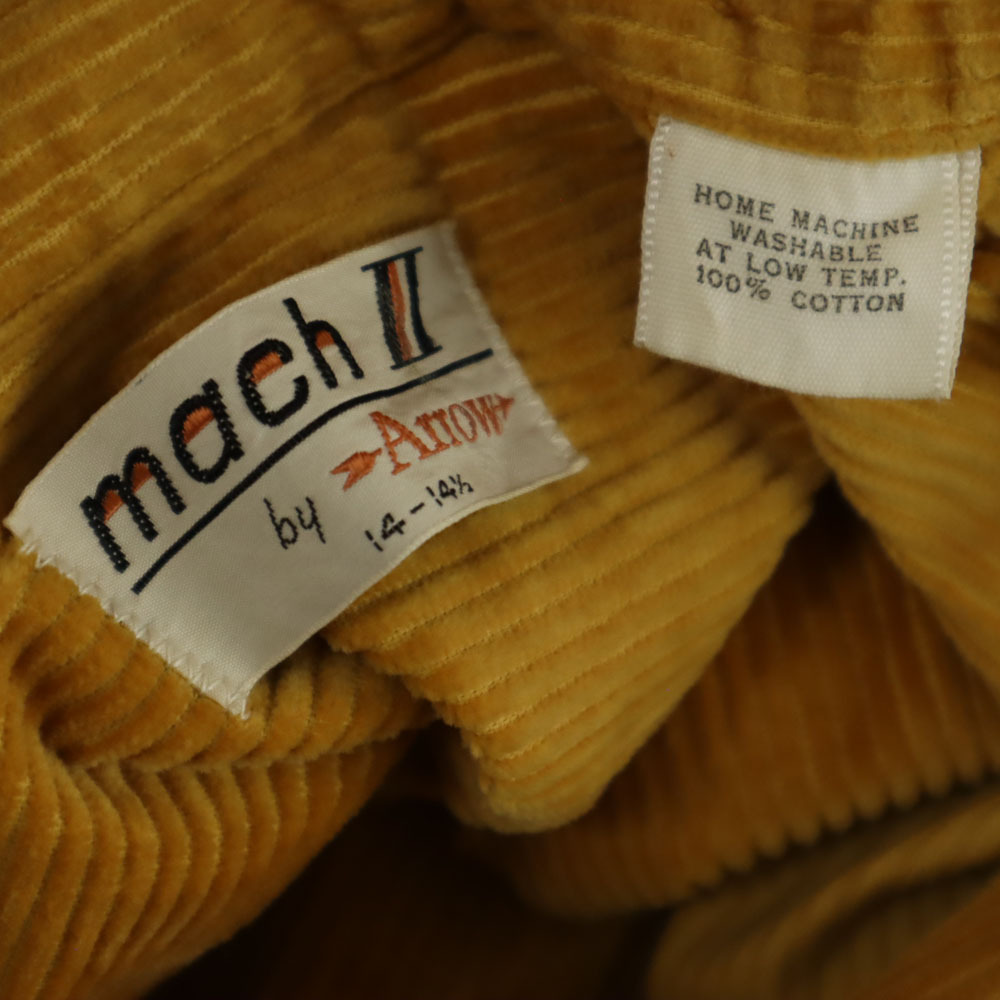 mach II
by Arrow
14-14½
HOME MACHINE
WASHABLE
AT LOW TEMP.
100% COTTON